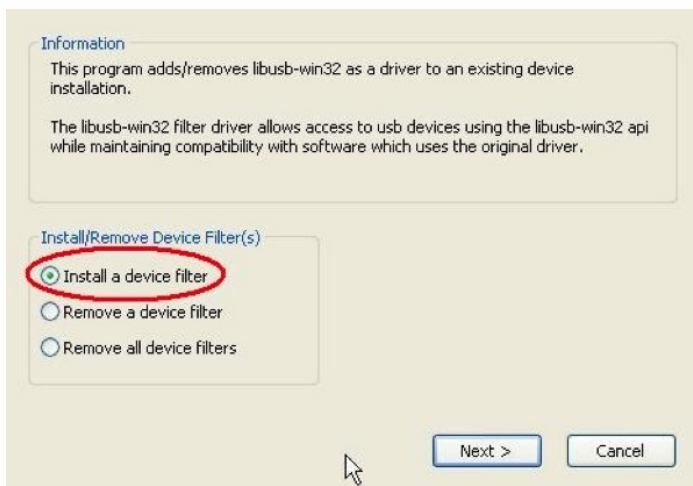 Information
This program adds/removes libusb-win32 as a driver to an existing device
installation.
The libusb-win32 filter driver allows access to usb devices using the libusb-win32 api
while maintaining compatibility with software which uses the original driver.
Install/Remove Device Filter(s)
Install a device filter
Remove a device filter
Remove all device filters
Next >
Cancel